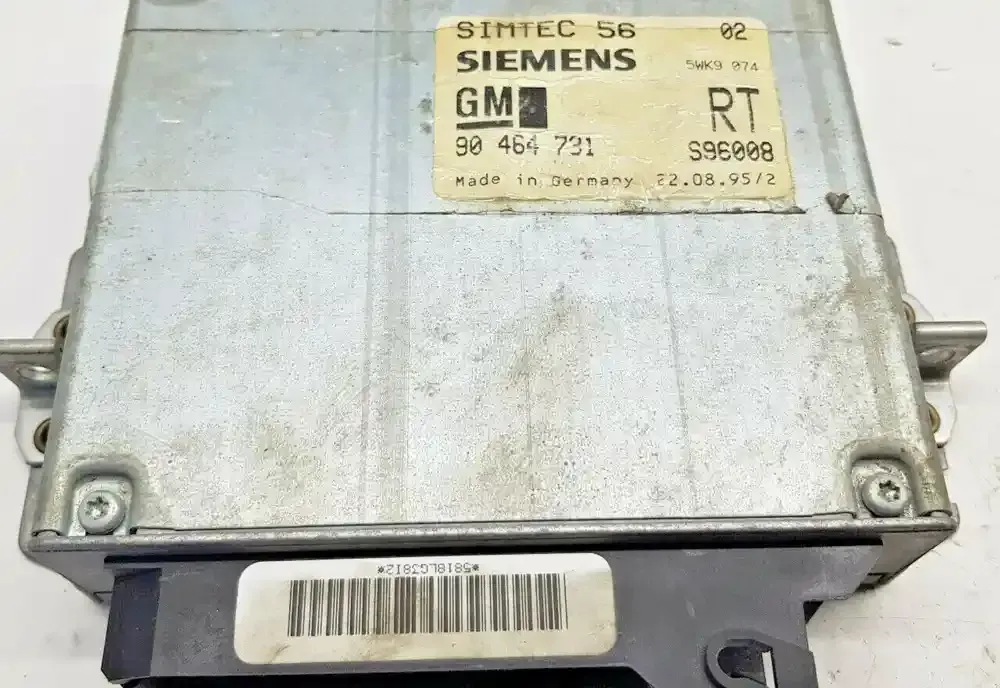 SIMTEC 56 02
SIEMENS 5WK9 074
GM RT
90 464 731 S96008
Made in Germany 22.08.95/2
*5818LG3812*